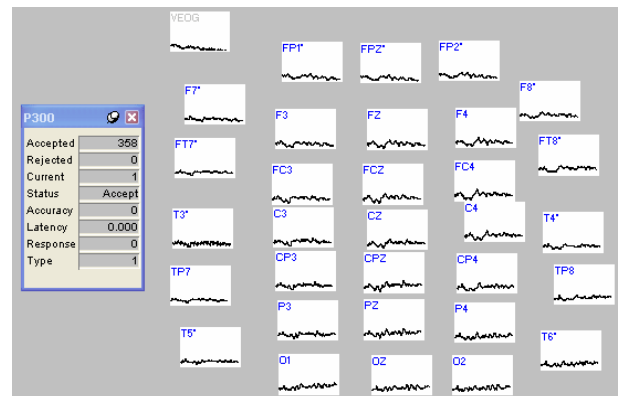 VEOG
FP1*
FPZ*
FP2*
F7*
F8*
P300
F3
FZ
F4
Accepted 358
Rejected 0
Current 1
Status Accept
Accuracy 0
Latency 0.000
Response 0
Type 1
FT7*
FT8*
FC3
FCZ
FC4
T3*
C3
CZ
C4
T4*
TP7
CP3
CPZ
CP4
TP8
P3
PZ
P4
T5*
T6*
O1
OZ
O2